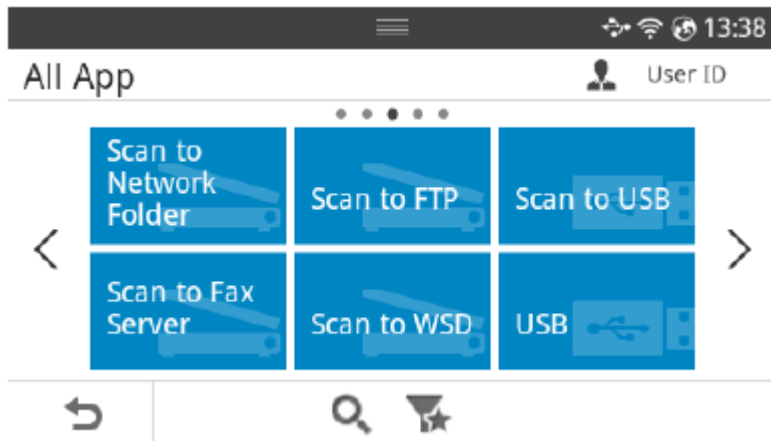 13:38
All App
User ID
Scan to
Network
Folder
Scan to FTP
Scan to USB
Scan to Fax
Server
Scan to WSD
USB